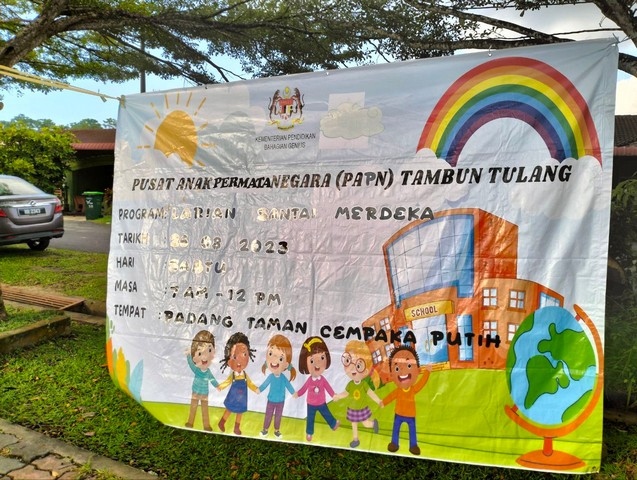 KEMENTERIAN PENDIDIKAN
BAHAGIAN GENIUS
PUSAT ANAK PERMATA NEGARA (PAPN) TAMBUN TULANG
PROGRAM: LARIAN SANTAI MERDEKA
TARIKH : 26 08 2023
HARI : SABTU
MASA : 7 AM - 12 PM
TEMPAT : PADANG TAMAN CEMPAKA PUTIH
SCHOOL